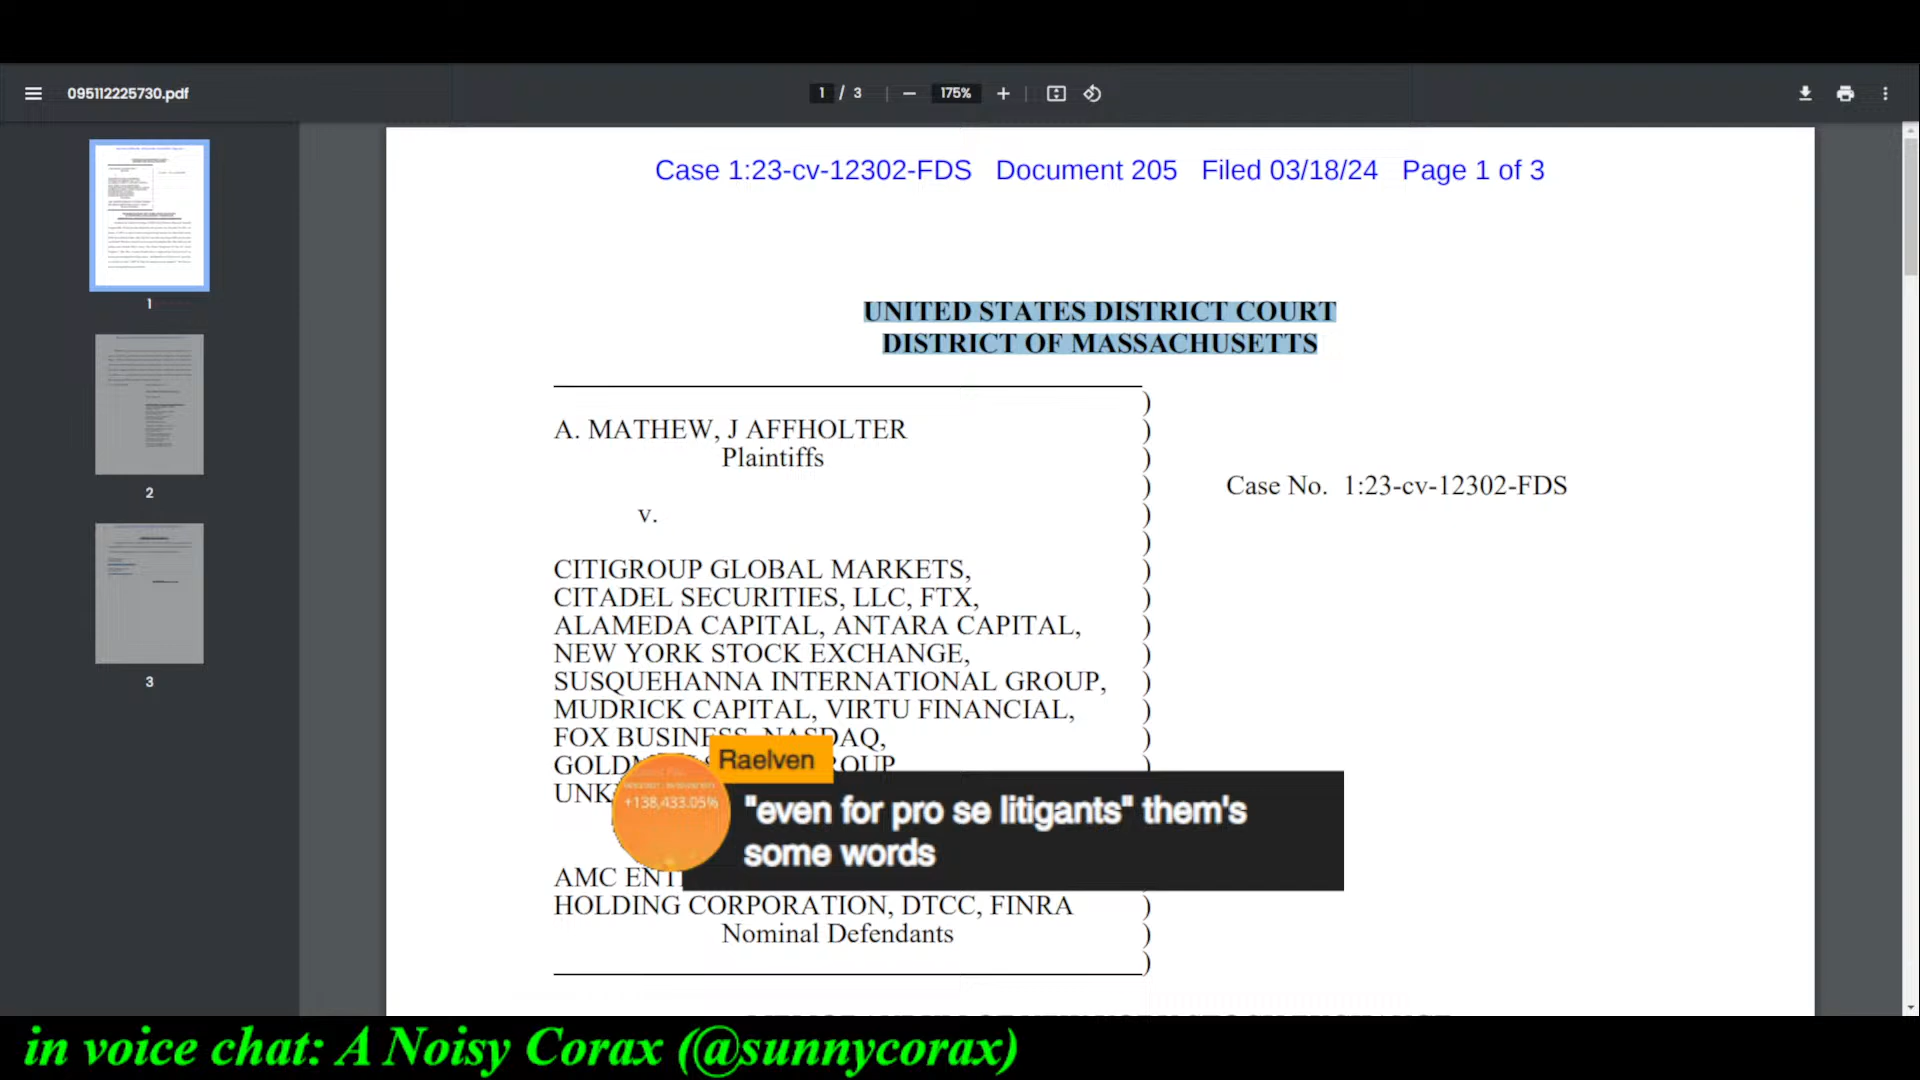 095112225730.pdf
1 / 3
175%
Case 1:23-cv-12302-FDS Document 205 Filed 03/18/24 Page 1 of 3
UNITED STATES DISTRICT COURT
DISTRICT OF MASSACHUSETTS
A. MATHEW, J AFFHOLTER
Plaintiffs
v.
Case No. 1:23-cv-12302-FDS
CITIGROUP GLOBAL MARKETS,
CITADEL SECURITIES, LLC, FTX,
ALAMEDA CAPITAL, ANTARA CAPITAL,
NEW YORK STOCK EXCHANGE,
SUSQUEHANNA INTERNATIONAL GROUP,
MUDRICK CAPITAL, VIRTU FINANCIAL,
FOX BUSINESS, NASDAQ,
Raelven
+138,433.05%
"even for pro se litigants" them's
some words
AMC
HOLDING CORPORATION, DTCC, FINRA
Nominal Defendants
1
2
3
in voice chat: A Noisy Corax (@sunnycorax)